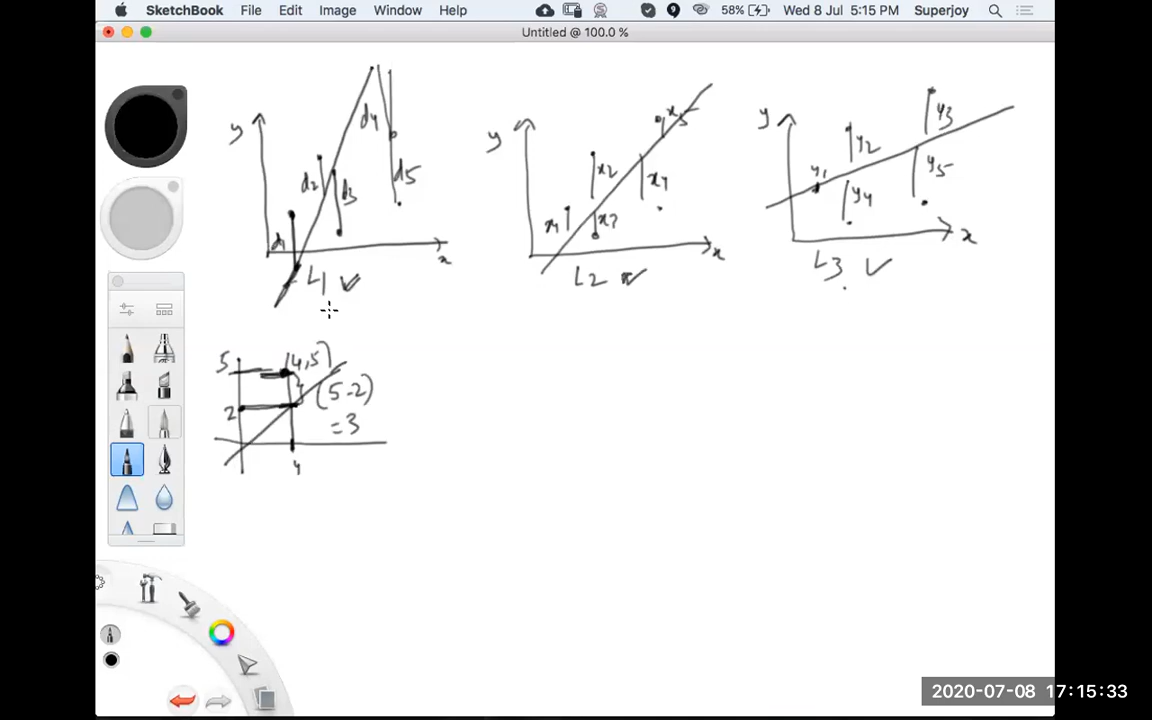 SketchBook File Edit Image Window Help 58% Wed 8 Jul 5:15 PM Superjoy
Untitled @ 100.0 %
y d1 d2 d3 d4 d5 x
L1
y x1 x2 x3 x4 x5 x
L2
y y1 y2 y3 y4 y5 x
L3
5 (4,5)
2 (5-2)
=3
4
2020-07-08 17:15:33